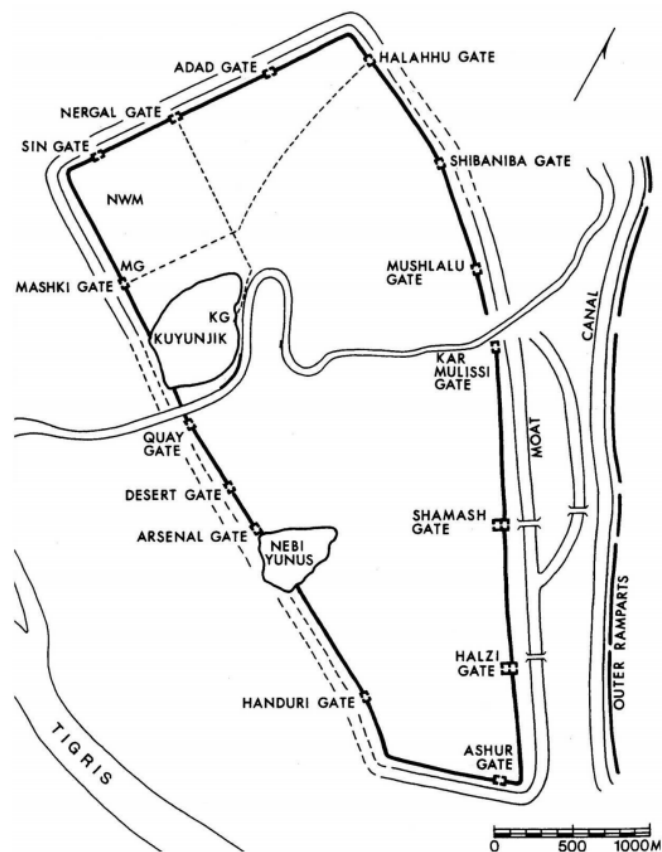 ADAD GATE
HALAHHU GATE
NERGAL GATE
SIN GATE
SHIBANIBA GATE
NWM
MG
MASHKI GATE
MUSHLALU
GATE
KG
KUYUNJIK
CANAL
KAR
MULISSI
GATE
QUAY
GATE
MOAT
DESERT GATE
SHAMASH
GATE
ARSENAL GATE
NEBI
YUNUS
OUTER RAMPARTS
HALZI
GATE
HANDURI GATE
TIGRIS
ASHUR
GATE
0 500 1000M